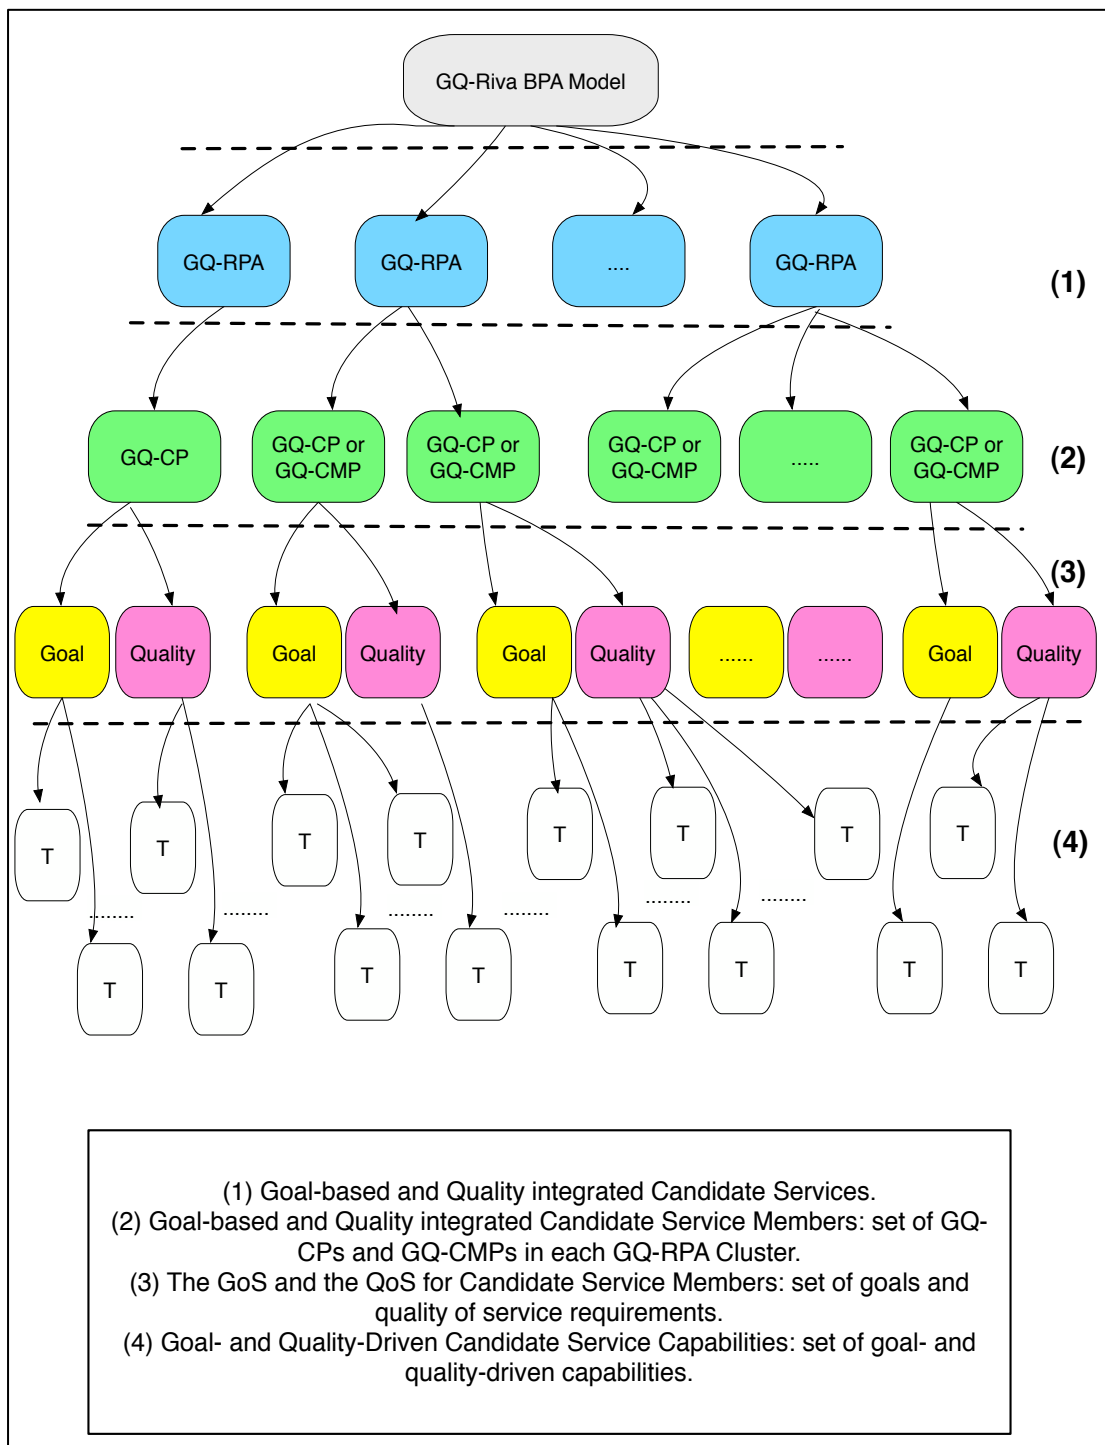 GQ-Riva BPA Model
GQ-RPA
GQ-RPA
....
GQ-RPA
(1)
GQ-CP
GQ-CP or
GQ-CMP
GQ-CP or
GQ-CMP
GQ-CP or
GQ-CMP
.....
GQ-CP or
GQ-CMP
(2)
(3)
Goal
Quality
Goal
Quality
Goal
Quality
......
......
Goal
Quality
T
T
T
T
T
T
T
T
(4)
........
........
........
........
........
........
T
T
T
T
T
T
T
T
(1) Goal-based and Quality integrated Candidate Services.
(2) Goal-based and Quality integrated Candidate Service Members: set of GQ-
CPs and GQ-CMPs in each GQ-RPA Cluster.
(3) The GoS and the QoS for Candidate Service Members: set of goals and
quality of service requirements.
(4) Goal- and Quality-Driven Candidate Service Capabilities: set of goal- and
quality-driven capabilities.